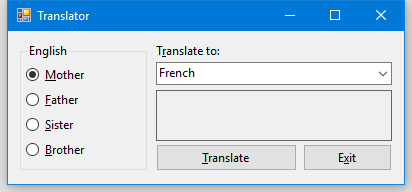 Translator
English
Translate to:
Mother
French
Father
Sister
Brother
Translate
Exit